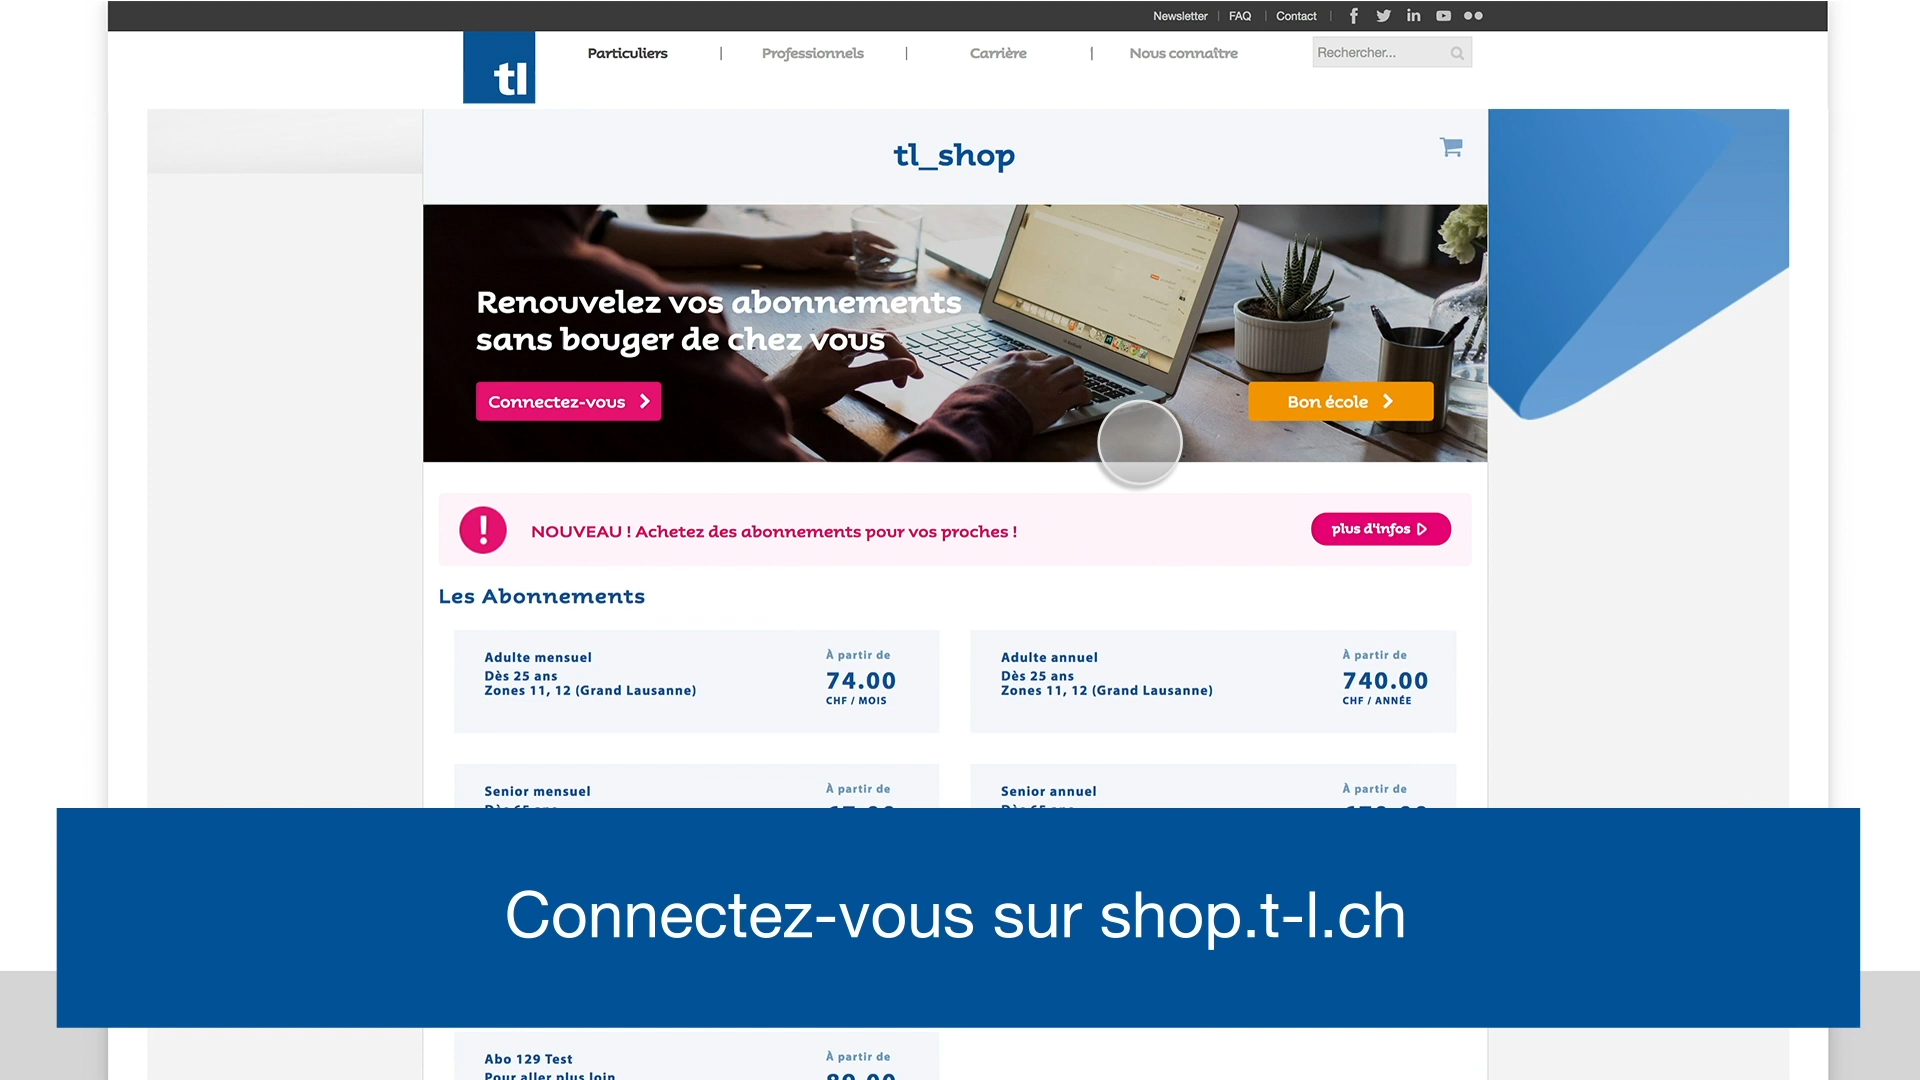 Newsletter | FAQ | Contact |
tl
Particuliers | Professionnels | Carrière | Nous connaître
Rechercher...
tl_shop
Renouvelez vos abonnements
sans bouger de chez vous
Connectez-vous
Bon école
NOUVEAU ! Achetez des abonnements pour vos proches !
plus d'infos
Les Abonnements
Adulte mensuel
Dès 25 ans
Zones 11, 12 (Grand Lausanne)
À partir de
74.00
CHF / MOIS
Adulte annuel
Dès 25 ans
Zones 11, 12 (Grand Lausanne)
À partir de
740.00
CHF / ANNÉE
Senior mensuel
À partir de
Senior annuel
À partir de
Connectez-vous sur shop.t-l.ch
Abo 129 Test
Pour aller plus loin
À partir de